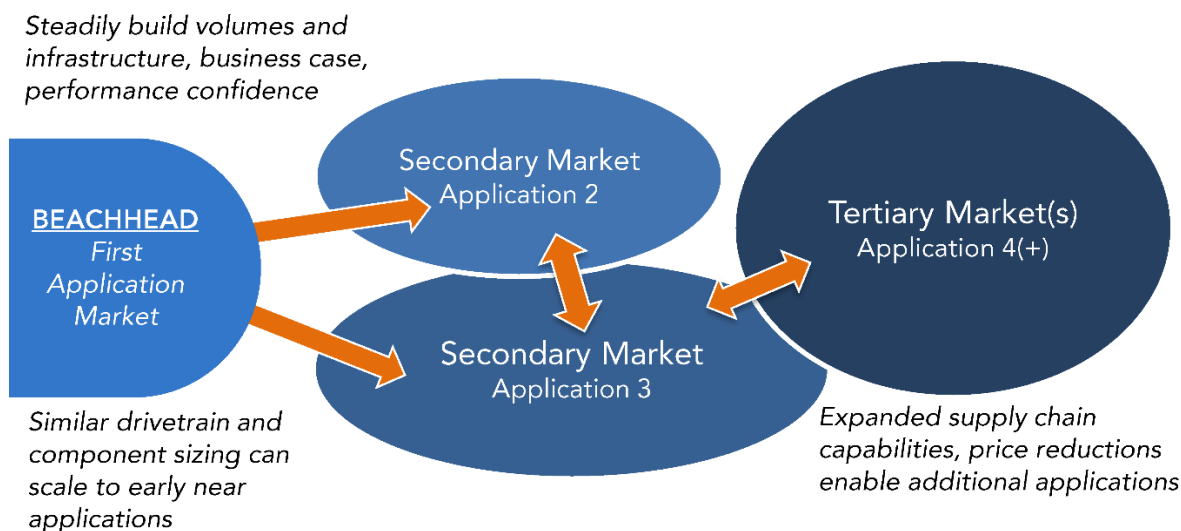 Steadily build volumes and
infrastructure, business case,
performance confidence
BEACHHEAD
First
Application
Market
Secondary Market
Application 2
Secondary Market
Application 3
Tertiary Market(s)
Application 4(+)
Similar drivetrain and
component sizing can
scale to early near
applications
Expanded supply chain
capabilities, price reductions
enable additional applications